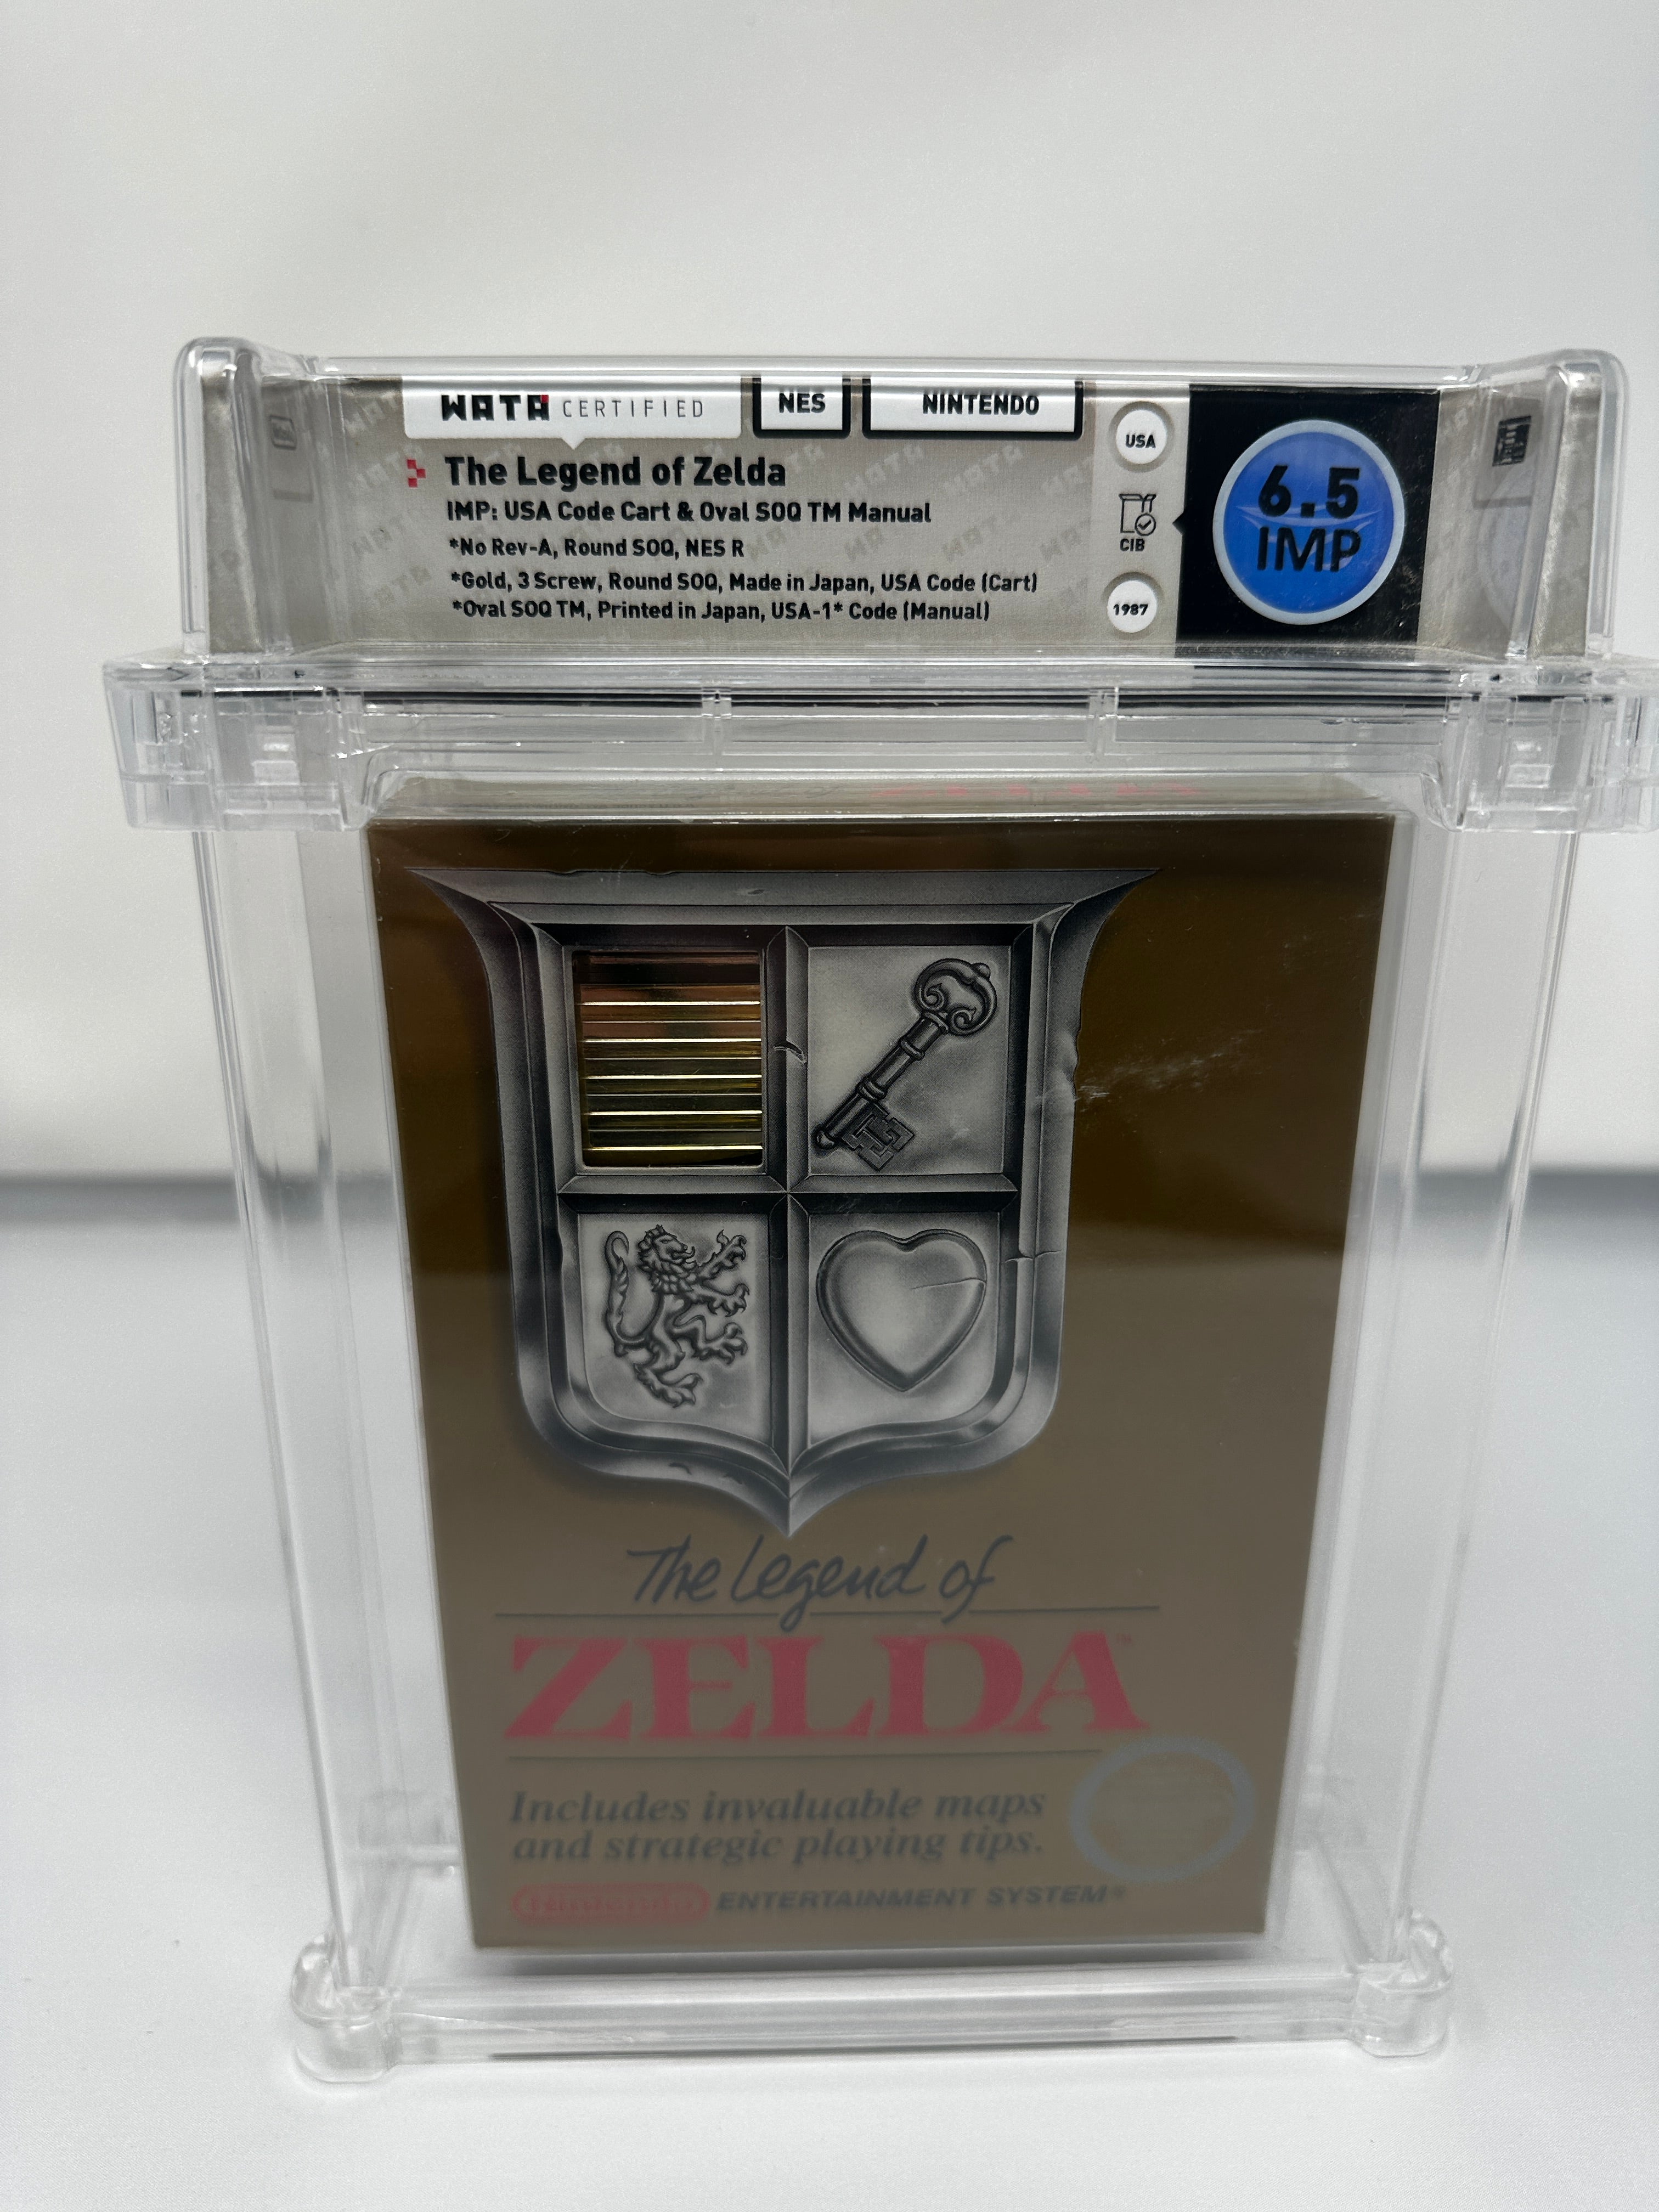 WATA CERTIFIED NES NINTENDO
The Legend of Zelda
IMP: USA Code Cart & Oval SOQ TM Manual
*No Rev-A, Round SOQ, NES R
*Gold, 3 Screw, Round SOQ, Made in Japan, USA Code (Cart)
*Oval SOQ TM, Printed in Japan, USA-1* Code (Manual)
USA
CIB
1987
6.5
IMP
The Legend of
ZELDA™
Includes invaluable maps
and strategic playing tips.
Nintendo ENTERTAINMENT SYSTEM®